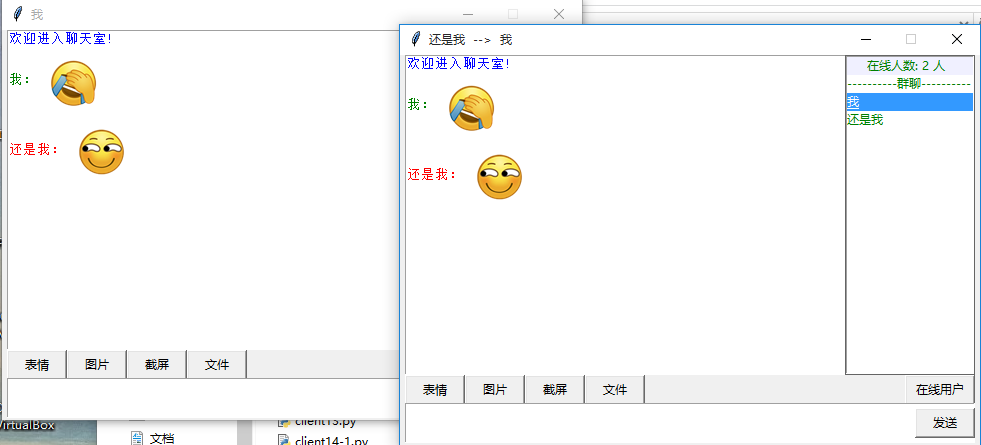 我
欢迎进入聊天室!
我：
还是我：
表情 图片 截屏 文件
还是我 --> 我
欢迎进入聊天室!
我：
还是我：
在线人数: 2 人
----------群聊----------
我
还是我
表情 图片 截屏 文件 在线用户
发送
VirtualBox
文档
client13.py
client14-1.py